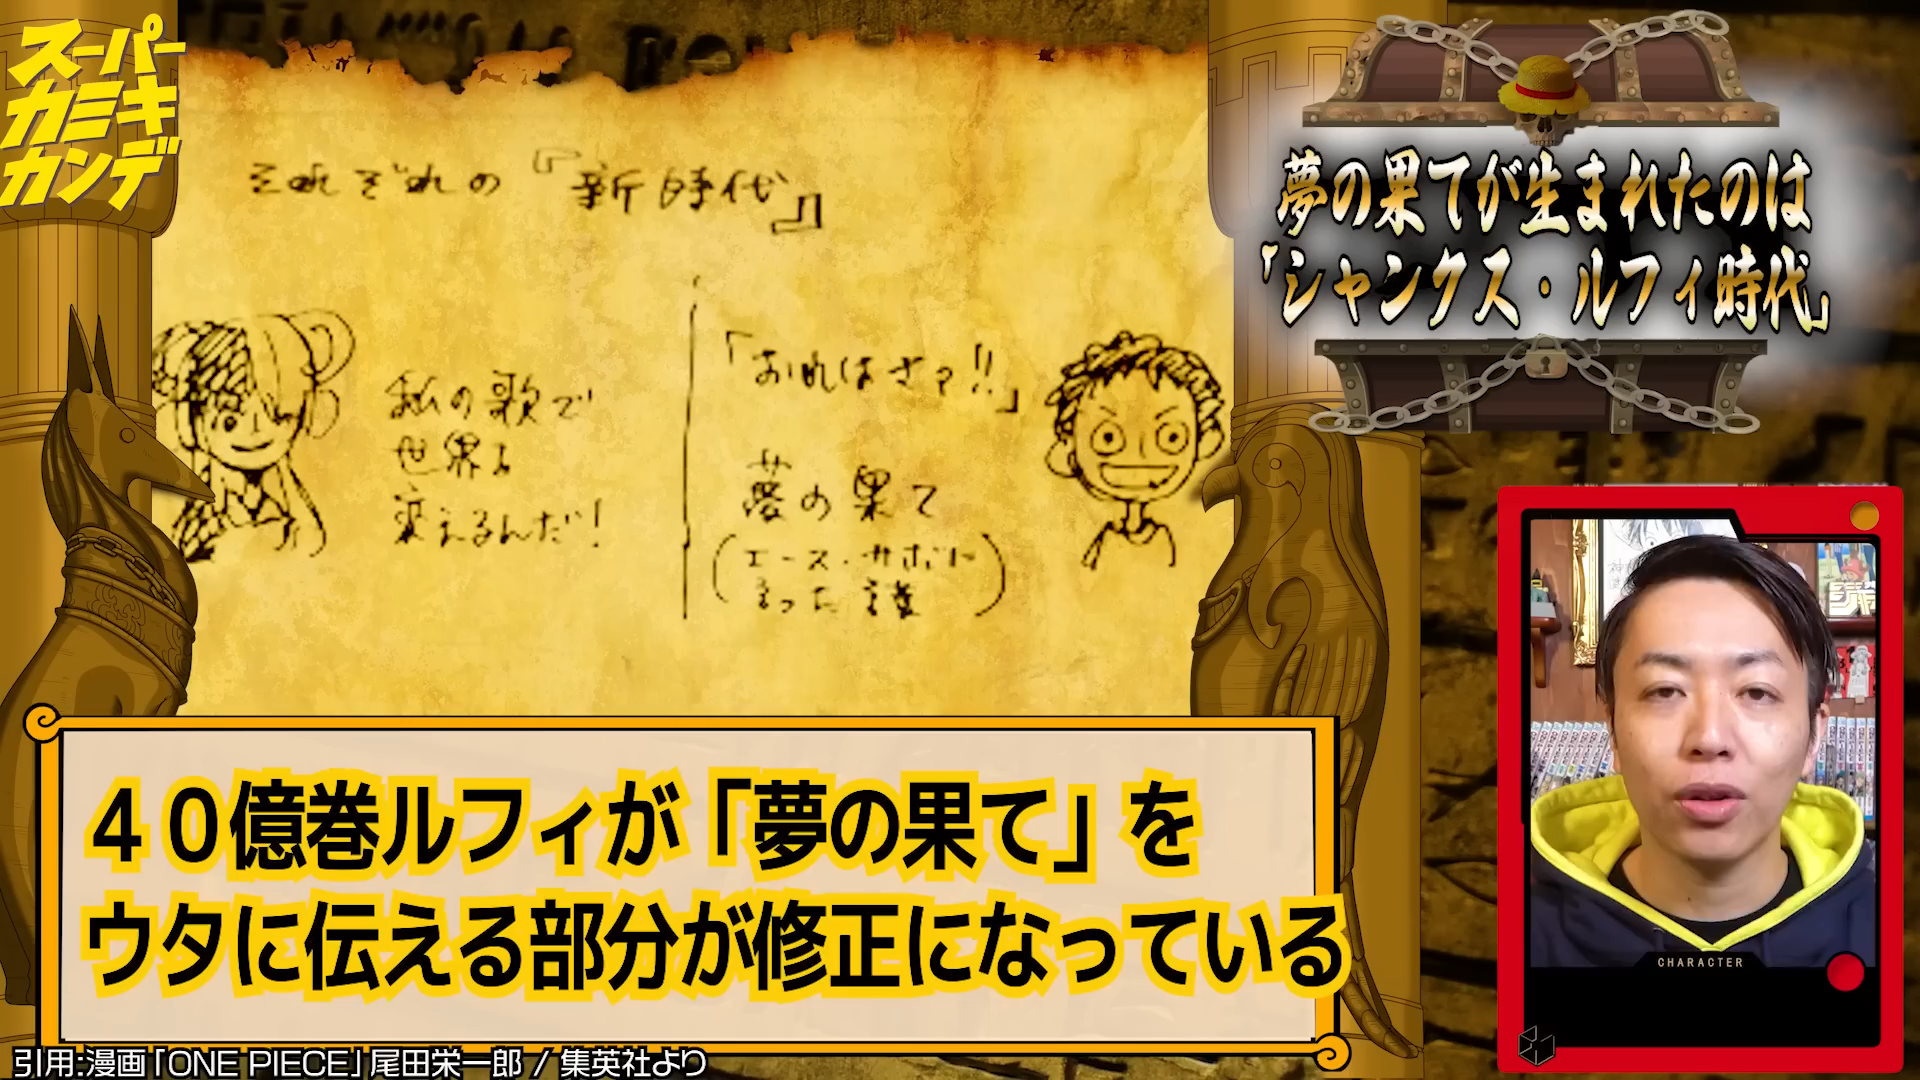 スーパー
カミキ
カンデ
それぞれの『新時代』
私の歌で
世界を
変えるんだ!
「おれはさァ!!」
夢の果て
(エース・サボに
言った言葉)
夢の果てが生まれたのは
「シャンクス・ルフィ時代」
40億巻ルフィが「夢の果て」を
ウタに伝える部分が修正になっている
CHARACTER
引用:漫画「ONE PIECE」尾田栄一郎 / 集英社より